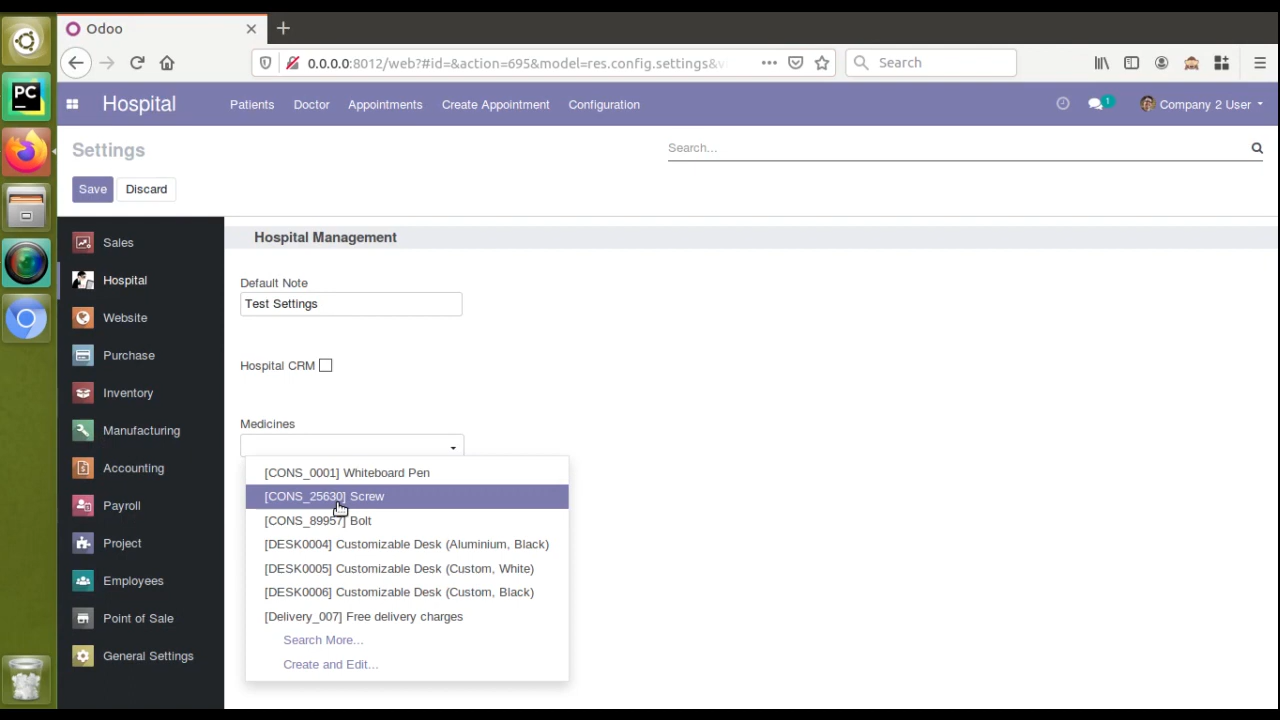 Odoo
0.0.0.0:8012/web?#id=&action=695&model=res.config.settings&
Search
PC
Hospital
Patients
Doctor
Appointments
Create Appointment
Configuration
1
Company 2 User
Settings
Search...
Save
Discard
Sales
Hospital
Website
Purchase
Inventory
Manufacturing
Accounting
Payroll
Project
Employees
Point of Sale
General Settings
Hospital Management
Default Note
Test Settings
Hospital CRM
Medicines
[CONS_0001] Whiteboard Pen
[CONS_25630] Screw
[CONS_89957] Bolt
[DESK0004] Customizable Desk (Aluminium, Black)
[DESK0005] Customizable Desk (Custom, White)
[DESK0006] Customizable Desk (Custom, Black)
[Delivery_007] Free delivery charges
Search More...
Create and Edit...